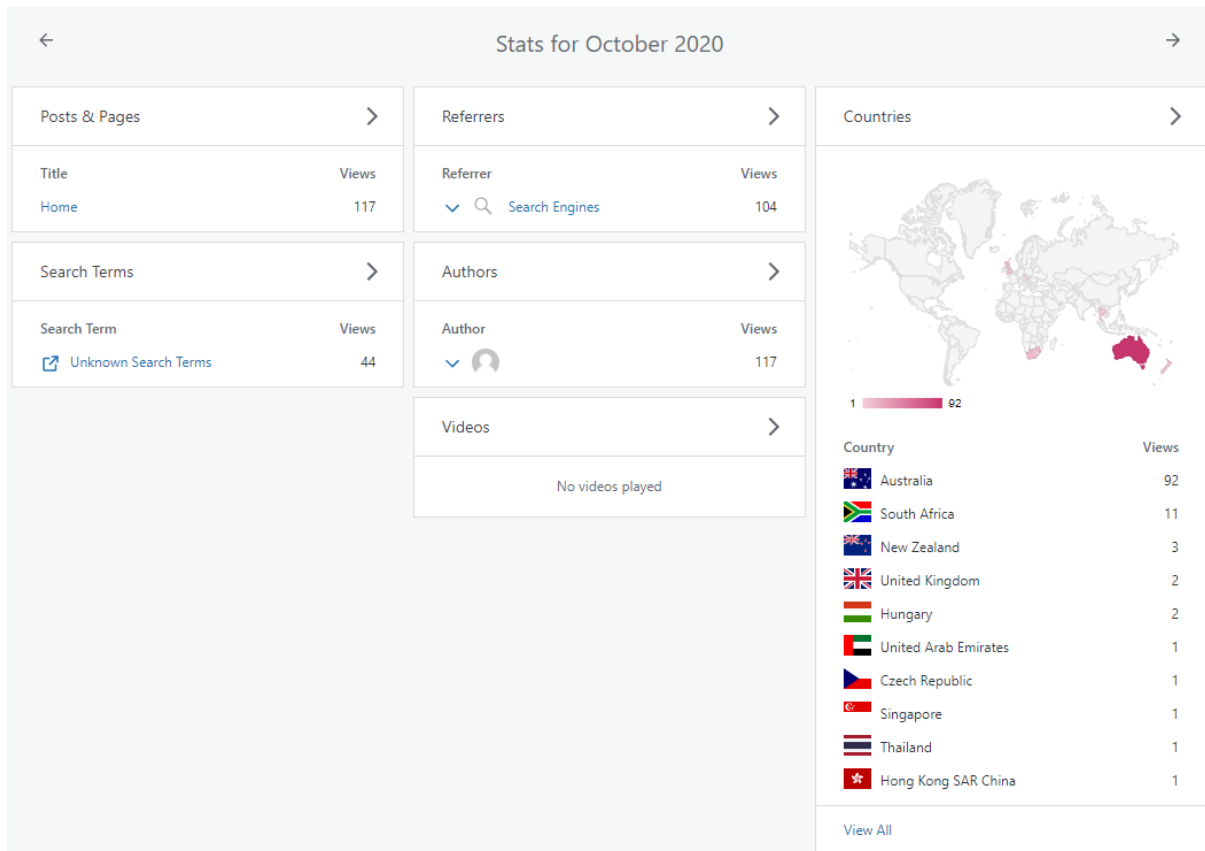 Stats for October 2020
Posts & Pages
Title Views
Home 117
Search Terms
Search Term Views
Unknown Search Terms 44
Referrers
Referrer Views
Search Engines 104
Authors
Author Views
117
Videos
No videos played
Countries
1 92
Country Views
Australia 92
South Africa 11
New Zealand 3
United Kingdom 2
Hungary 2
United Arab Emirates 1
Czech Republic 1
Singapore 1
Thailand 1
Hong Kong SAR China 1
View All